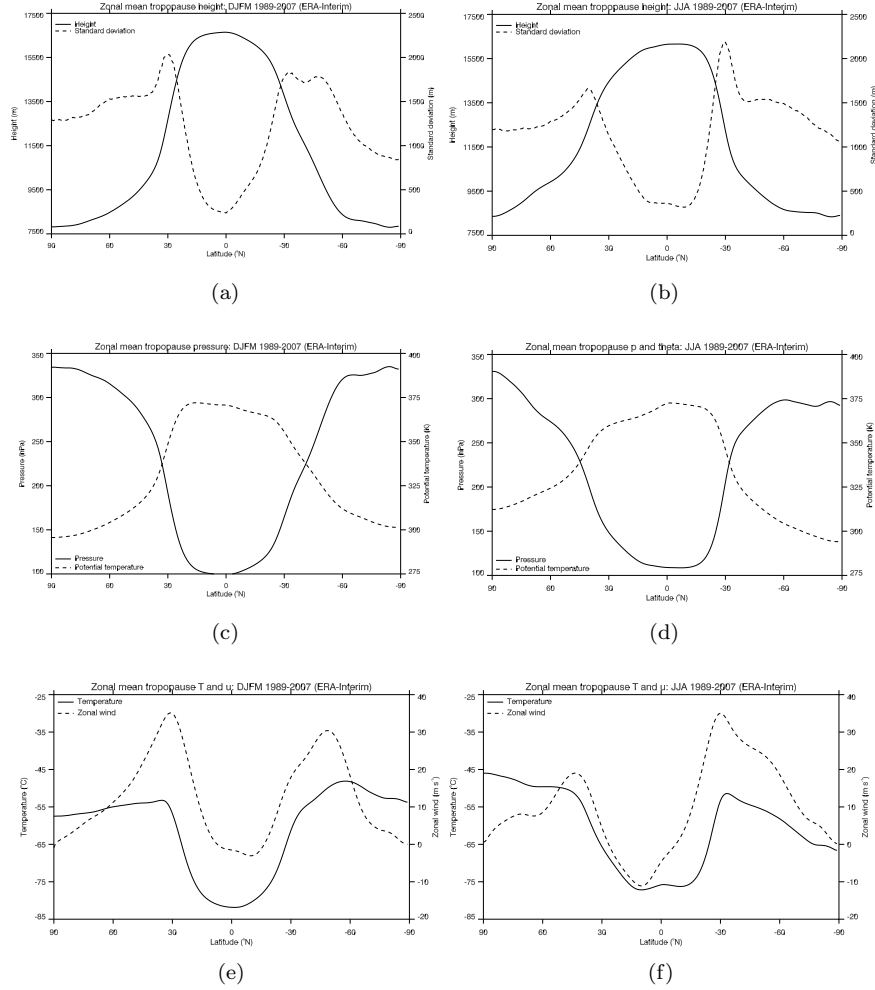 Zonal mean tropopause height: DJFM 1989-2007 (ERA-Interim)
Height
Standard deviation
17500
15500
13500
11500
9500
7500
Height (m)
2500
2000
1500
1000
500
0
Standard deviation (m)
90 60 30 0 -30 -60 -90
Latitude (°N)
(a)
Zonal mean tropopause height: JJA 1989-2007 (ERA-Interim)
Height
Standard deviation
17500
15500
13500
11500
9500
7500
Height (m)
2500
2000
1500
1000
500
0
Standard deviation (m)
90 60 30 0 -30 -60 -90
Latitude (°N)
(b)
Zonal mean tropopause pressure: DJFM 1989-2007 (ERA-Interim)
350
300
250
200
150
100
Pressure (hPa)
400
375
350
325
300
275
Potential temperature (K)
Pressure
Potential temperature
90 60 30 0 -30 -60 -90
Latitude (°N)
(c)
Zonal mean tropopause p and theta: JJA 1989-2007 (ERA-Interim)
350
300
250
200
150
100
Pressure (hPa)
400
375
350
325
300
275
Potential temperature (K)
Pressure
Potential temperature
90 60 30 0 -30 -60 -90
Latitude (°N)
(d)
Zonal mean tropopause T and u: DJFM 1989-2007 (ERA-Interim)
Temperature
Zonal wind
-25
-35
-45
-55
-65
-75
-85
Temperature (°C)
40
30
20
10
0
-10
-20
Zonal wind (m s⁻¹)
90 60 30 0 -30 -60 -90
Latitude (°N)
(e)
Zonal mean tropopause T and u: JJA 1989-2007 (ERA-Interim)
Temperature
Zonal wind
-25
-35
-45
-55
-65
-75
-85
Temperature (°C)
40
30
20
10
0
-10
-20
Zonal wind (m s⁻¹)
90 60 30 0 -30 -60 -90
Latitude (°N)
(f)